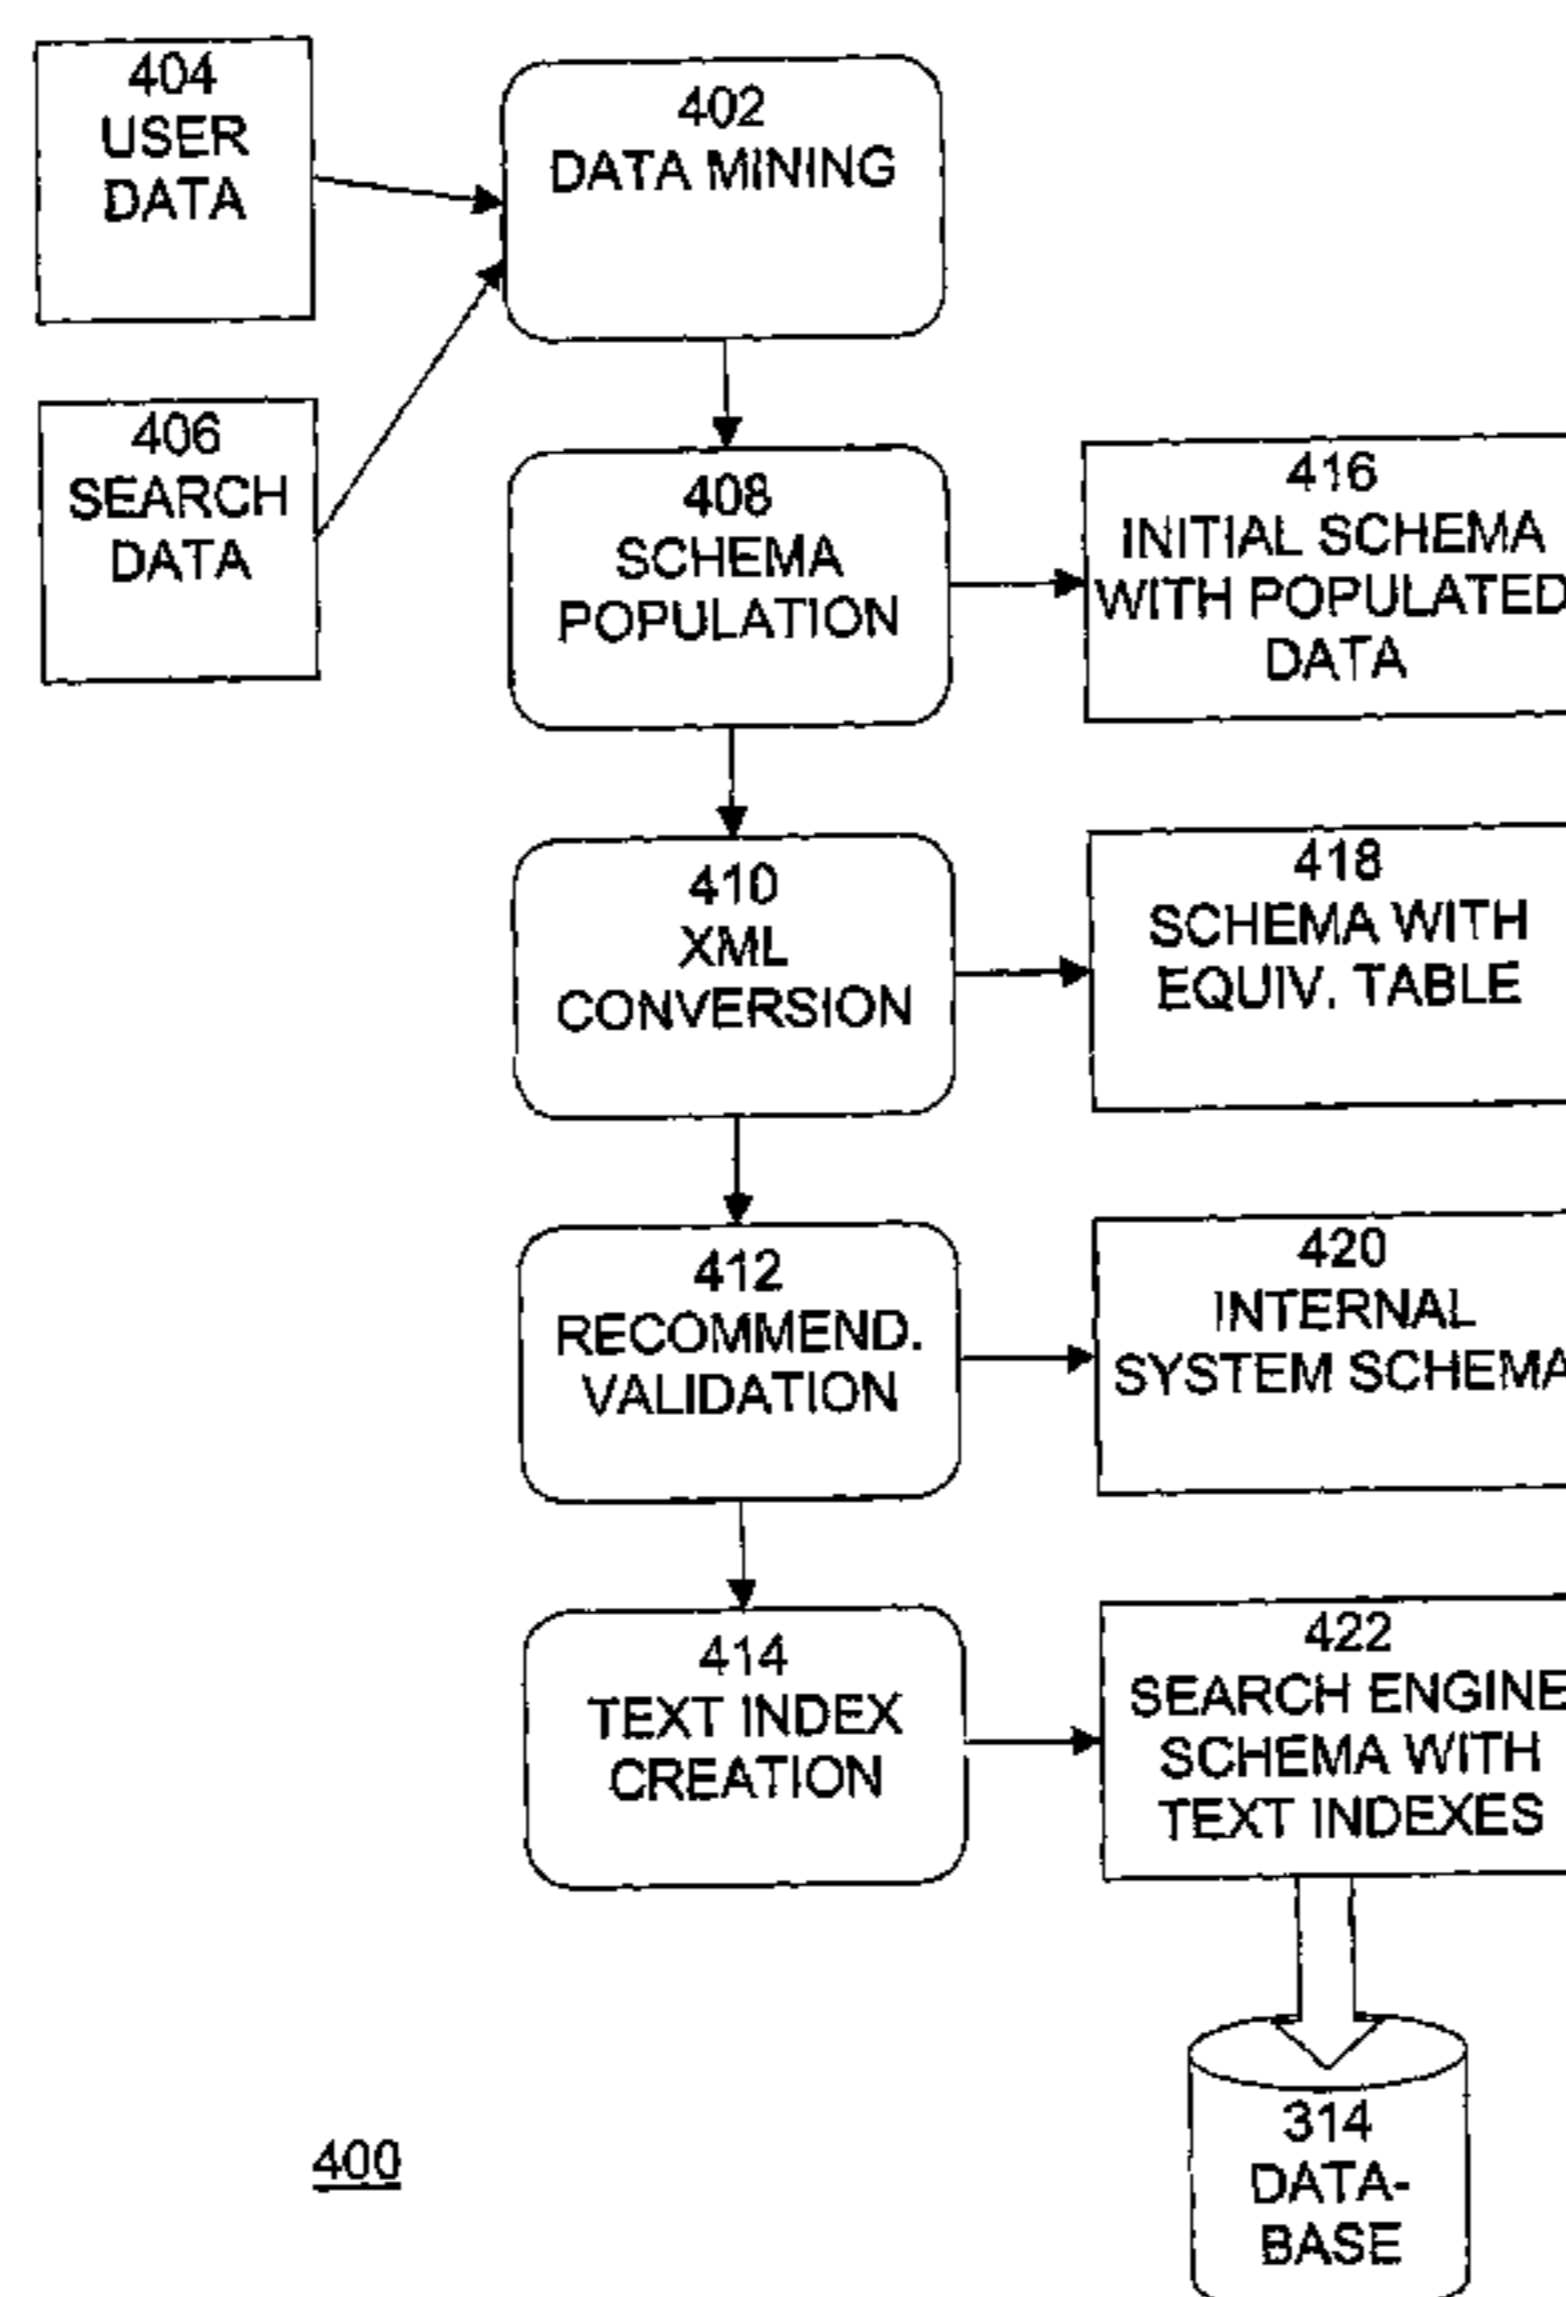 404
USER
DATA
402
DATA MINING
406
SEARCH
DATA
408
SCHEMA
POPULATION
416
INITIAL SCHEMA
WITH POPULATED
DATA
410
XML
CONVERSION
418
SCHEMA WITH
EQUIV. TABLE
412
RECOMMEND.
VALIDATION
420
INTERNAL
SYSTEM SCHEMA
414
TEXT INDEX
CREATION
422
SEARCH ENGINE
SCHEMA WITH
TEXT INDEXES
314
DATA-
BASE
400